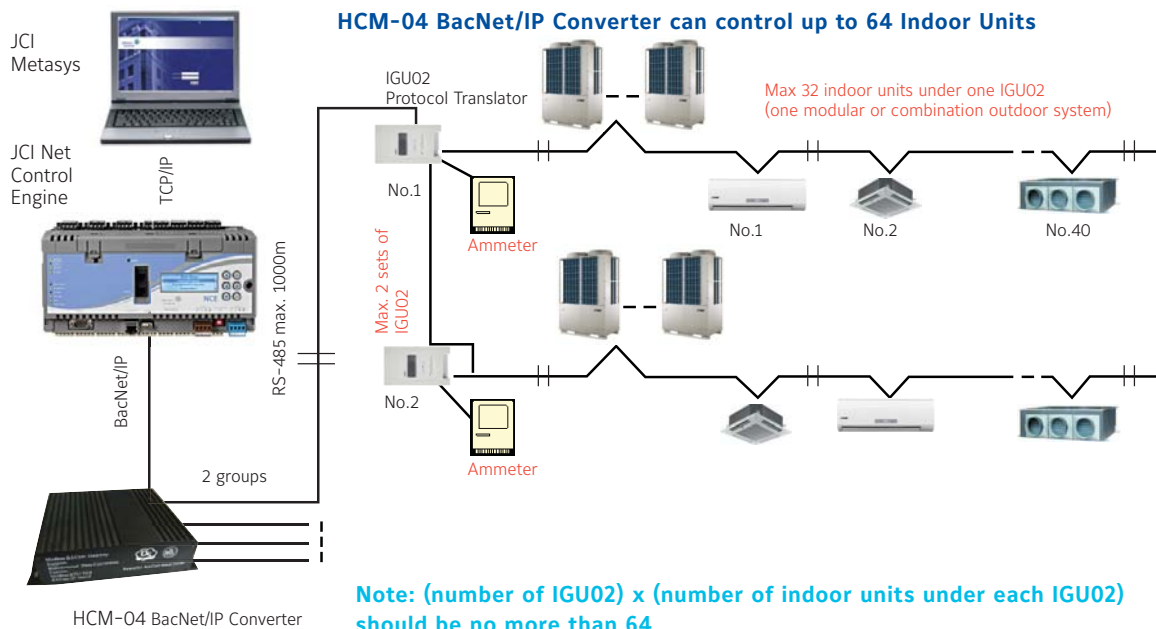 HCM-04 BacNet/IP Converter can control up to 64 Indoor Units
JCI
Metasys
IGU02
Protocol Translator
Max 32 indoor units under one IGU02
(one modular or combination outdoor system)
JCI Net
Control
Engine
TCP/IP
No.1
Ammeter
No.1
No.2
No.40
NCE
RS-485 max. 1000m
Max. 2 sets of
IGU02
BacNet/IP
No.2
Ammeter
2 groups
HCM-04 BacNet/IP Converter
Note: (number of IGU02) x (number of indoor units under each IGU02)
should be no more than 64